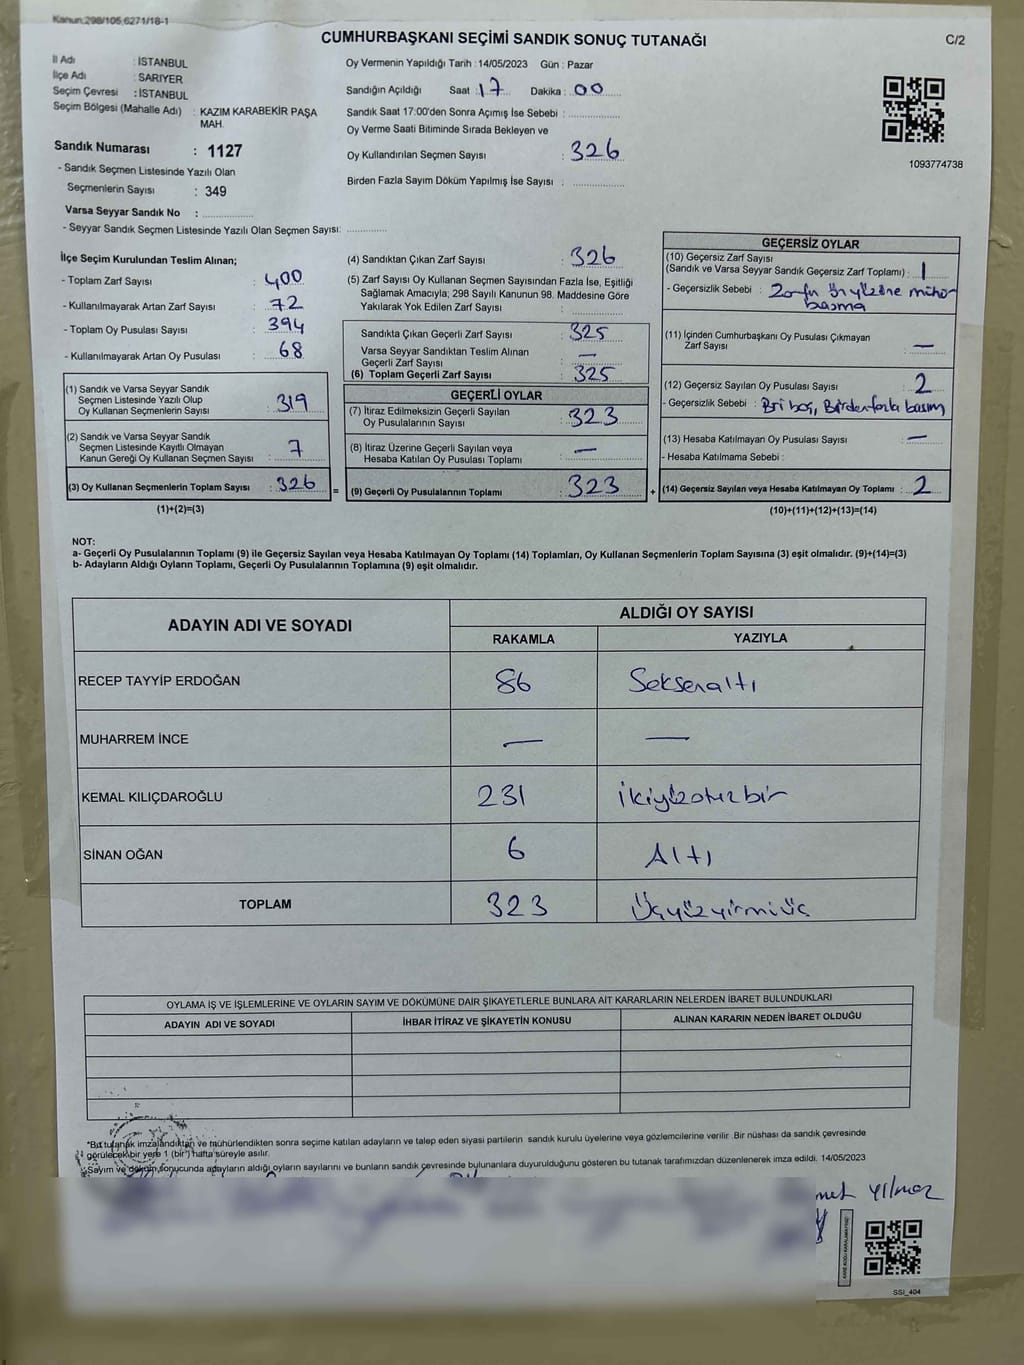 Kanun:298/105,6271/18-1
CUMHURBAŞKANI SEÇİMİ SANDIK SONUÇ TUTANAĞI
C/2
İl Adı : İSTANBUL
İlçe Adı : SARIYER
Seçim Çevresi : İSTANBUL
Seçim Bölgesi (Mahalle Adı) : KAZIM KARABEKİR PAŞA
MAH.
Sandık Numarası : 1127
- Sandık Seçmen Listesinde Yazılı Olan
Seçmenlerin Sayısı : 349
Varsa Seyyar Sandık No :
- Seyyar Sandık Seçmen Listesinde Yazılı Olan Seçmen Sayısı:
Oy Vermenin Yapıldığı Tarih :14/05/2023 Gün : Pazar
Sandığın Açıldığı Saat : 17 Dakika : 00
Sandık Saat 17:00'den Sonra Açımış İse Sebebi :
Oy Verme Saati Bitiminde Sırada Bekleyen ve
Oy Kullandırılan Seçmen Sayısı : 326
Birden Fazla Sayım Döküm Yapılmış İse Sayısı :
1093774738
İlçe Seçim Kurulundan Teslim Alınan;
- Toplam Zarf Sayısı : 400
- Kullanılmayarak Artan Zarf Sayısı : 72
- Toplam Oy Pusulası Sayısı : 394
- Kullanılmayarak Artan Oy Pusulası : 68
(1) Sandık ve Varsa Seyyar Sandık
Seçmen Listesinde Yazılı Olup
Oy Kullanan Seçmenlerin Sayısı : 319
(2) Sandık ve Varsa Seyyar Sandık
Seçmen Listesinde Kayıtlı Olmayan
Kanun Gereği Oy Kullanan Seçmen Sayısı : 7
(3) Oy Kullanan Seçmenlerin Toplam Sayısı : 326
(1)+(2)=(3)
(4) Sandıktan Çıkan Zarf Sayısı : 326
(5) Zarf Sayısı Oy Kullanan Seçmen Sayısından Fazla İse, Eşitliği
Sağlamak Amacıyla; 298 Sayılı Kanunun 98. Maddesine Göre
Yakılarak Yok Edilen Zarf Sayısı :
Sandıkta Çıkan Geçerli Zarf Sayısı : 325
Varsa Seyyar Sandıktan Teslim Alınan
Geçerli Zarf Sayısı : —
(6) Toplam Geçerli Zarf Sayısı : 325
GEÇERLİ OYLAR
(7) İtiraz Edilmeksizin Geçerli Sayılan
Oy Pusulalarının Sayısı : 323
(8) İtiraz Üzerine Geçerli Sayılan veya
Hesaba Katılan Oy Pusulaları Toplamı : —
= (9) Geçerli Oy Pusulalarının Toplamı : 323
GEÇERSİZ OYLAR
(10) Geçersiz Zarf Sayısı
(Sandık ve Varsa Seyyar Sandık Geçersiz Zarf Toplamı) : 1
- Geçersizlik Sebebi : Zarfın ön yüzüne mühür
basma
(11) İçinden Cumhurbaşkanı Oy Pusulası Çıkmayan
Zarf Sayısı : —
(12) Geçersiz Sayılan Oy Pusulası Sayısı : 2
- Geçersizlik Sebebi : Biri boş, Birden fazla basım
(13) Hesaba Katılmayan Oy Pusulası Sayısı : —
- Hesaba Katılmama Sebebi :
+ (14) Geçersiz Sayılan veya Hesaba Katılmayan Oy Toplamı : 2
(10)+(11)+(12)+(13)=(14)
NOT:
a- Geçerli Oy Pusulalarının Toplamı (9) ile Geçersiz Sayılan veya Hesaba Katılmayan Oy Toplamı (14) Toplamları, Oy Kullanan Seçmenlerin Toplam Sayısına (3) eşit olmalıdır. (9)+(14)=(3)
b- Adayların Aldığı Oyların Toplamı, Geçerli Oy Pusulalarının Toplamına (9) eşit olmalıdır.
ADAYIN ADI VE SOYADI
ALDIĞI OY SAYISI
RAKAMLA YAZIYLA
RECEP TAYYİP ERDOĞAN 86 Seksenaltı
MUHARREM İNCE — —
KEMAL KILIÇDAROĞLU 231 ikiyüzotuzbir
SİNAN OĞAN 6 Altı
TOPLAM 323 Üçyüzyirmiüç
OYLAMA İŞ VE İŞLEMLERİNE VE OYLARIN SAYIM VE DÖKÜMÜNE DAİR ŞİKAYETLERLE BUNLARA AİT KARARLARIN NELERDEN İBARET BULUNDUKLARI
ADAYIN ADI VE SOYADI İHBAR İTİRAZ VE ŞİKAYETİN KONUSU ALINAN KARARIN NEDEN İBARET OLDUĞU
*Bu tutanak imzalandıktan ve mühürlendikten sonra seçime katılan adayların ve talep eden siyasi partilerin sandık kurulu üyelerine veya gözlemcilerine verilir .Bir nüshası da sandık çevresinde
görülecek bir yere 1 (bir) hafta süreyle asılır.
Sayım ve döküm sonucunda adayların aldığı oyların sayılarını ve bunların sandık çevresinde bulunanlara duyurulduğunu gösteren bu tutanak tarafımızdan düzenlenerek imza edildi. 14/05/2023
met Yılmaz
SSI_404